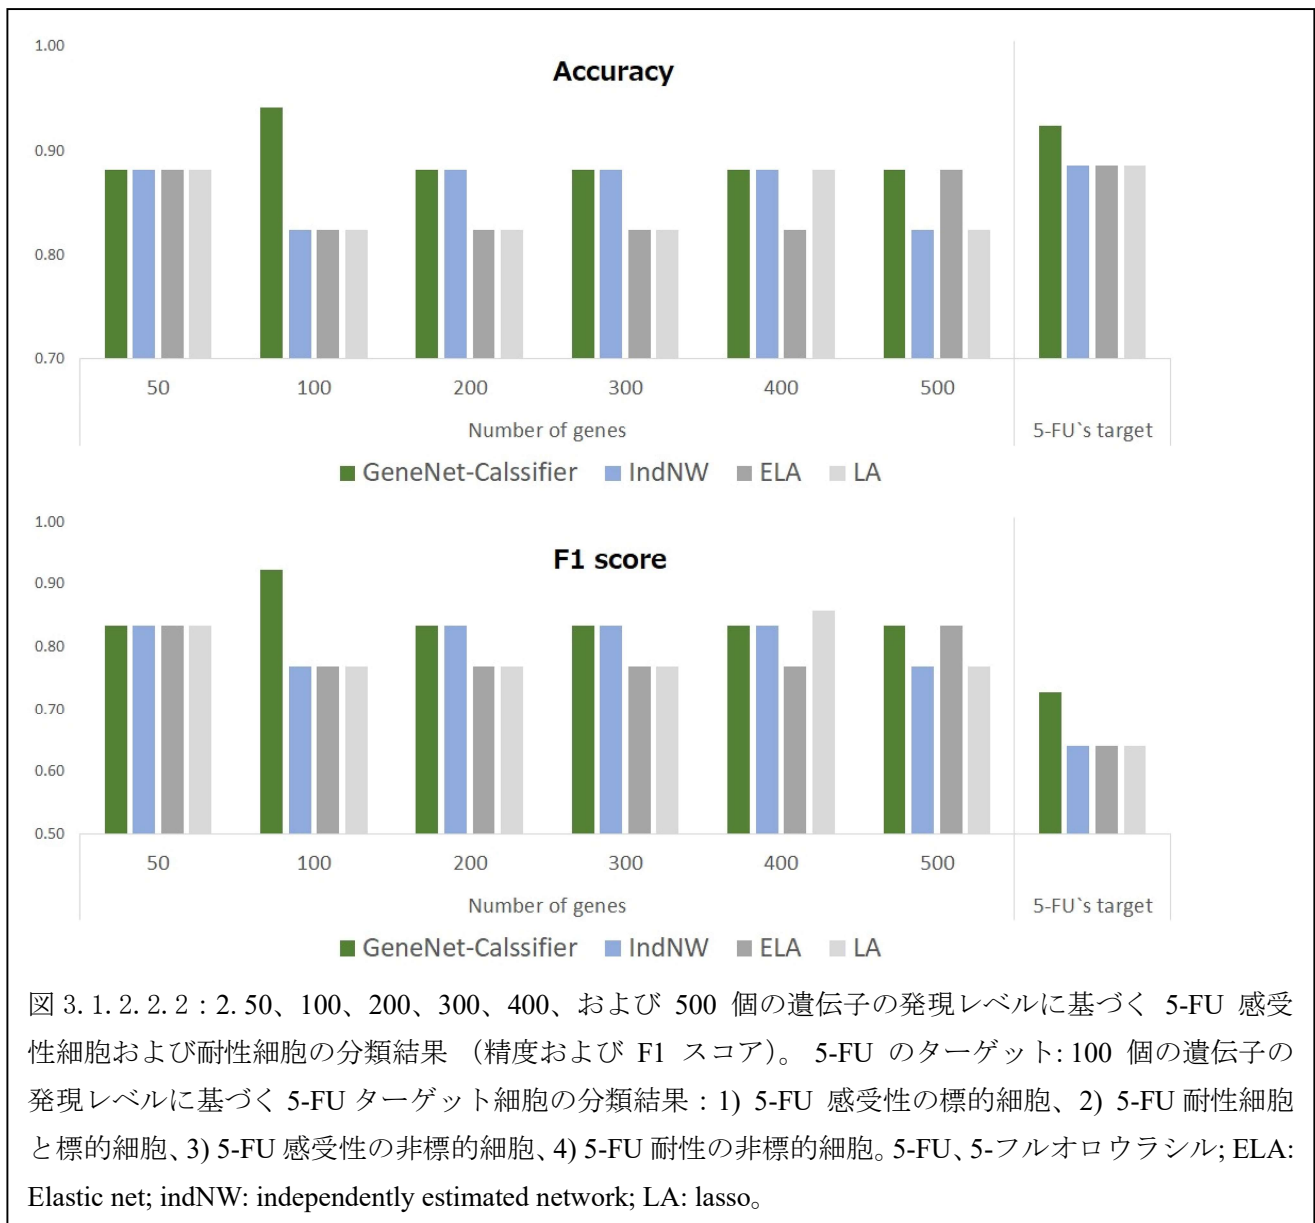 1.00
Accuracy
0.90
0.80
0.70
50 100 200 300 400 500
Number of genes 5-FU`s target
GeneNet-Calssifier IndNW ELA LA
1.00
F1 score
0.90
0.80
0.70
0.60
0.50
50 100 200 300 400 500
Number of genes 5-FU`s target
GeneNet-Calssifier IndNW ELA LA
図 3.1.2.2.2：2. 50、100、200、300、400、および 500 個の遺伝子の発現レベルに基づく 5-FU 感受
性細胞および耐性細胞の分類結果 （精度および F1 スコア）。 5-FU のターゲット: 100 個の遺伝子の
発現レベルに基づく 5-FU ターゲット細胞の分類結果：1) 5-FU 感受性の標的細胞、2) 5-FU 耐性細胞
と標的細胞、3) 5-FU 感受性の非標的細胞、4) 5-FU 耐性の非標的細胞。5-FU、5-フルオロウラシル; ELA:
Elastic net; indNW: independently estimated network; LA: lasso。